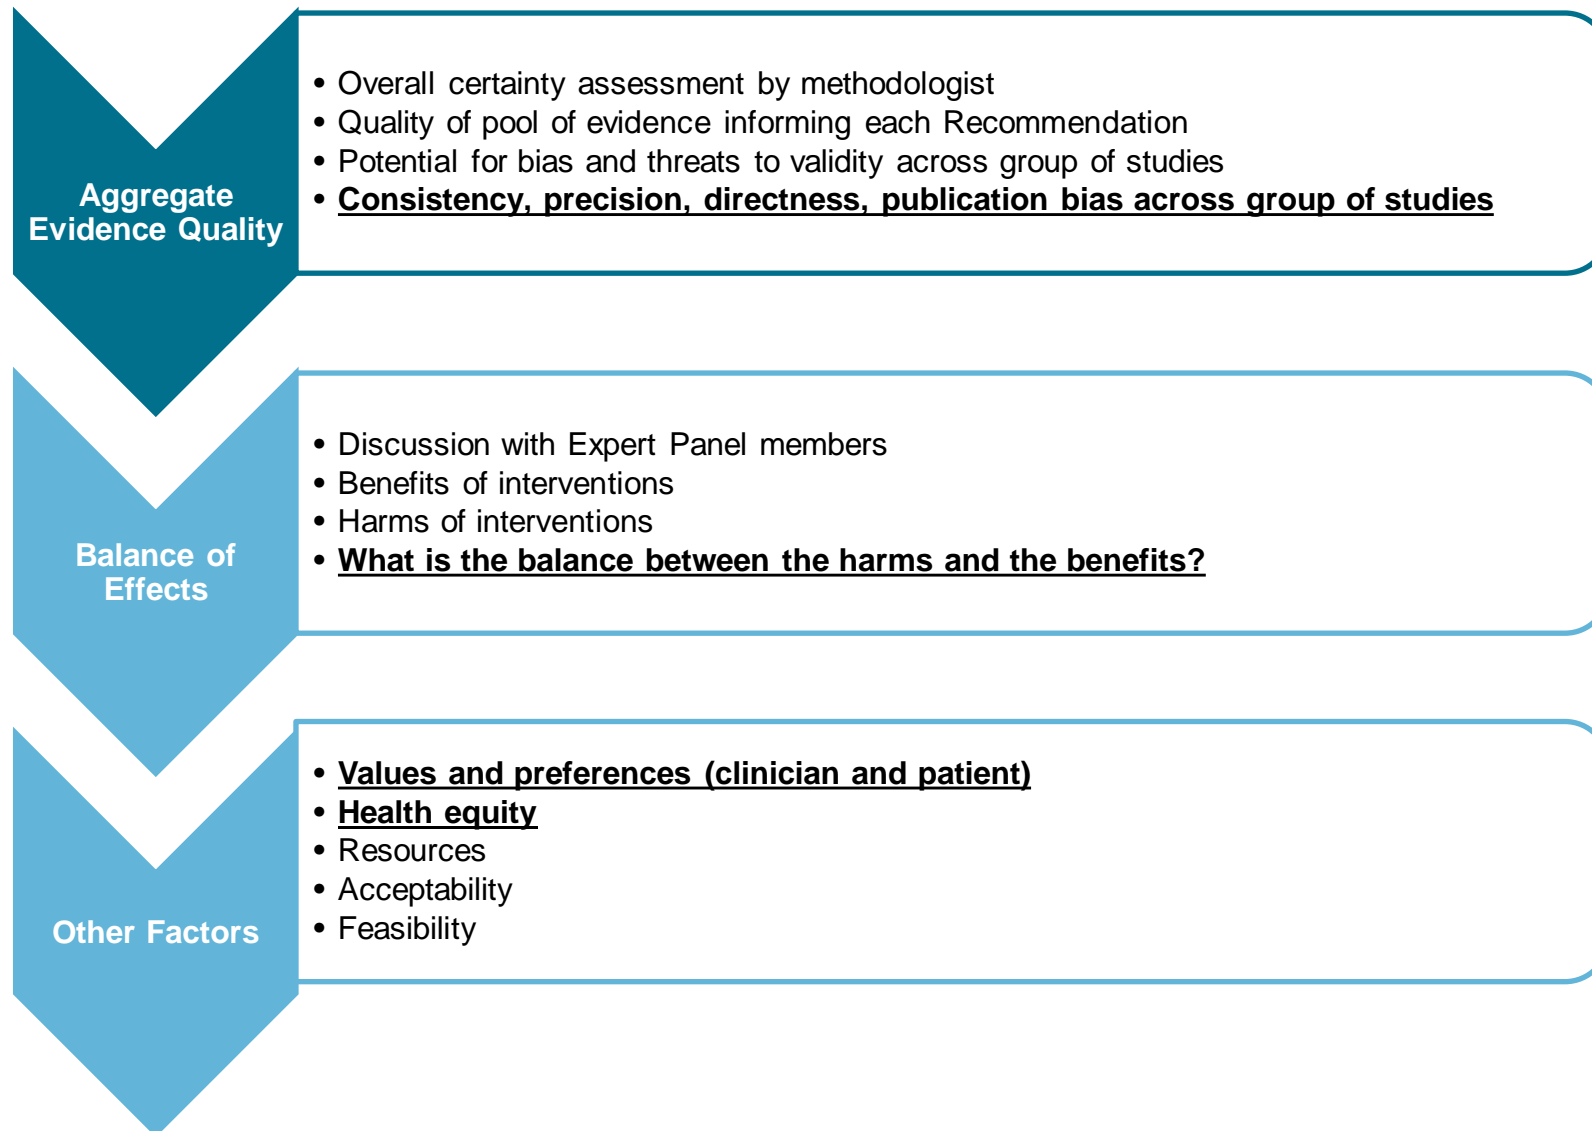 Aggregate
Evidence Quality
• Overall certainty assessment by methodologist
• Quality of pool of evidence informing each Recommendation
• Potential for bias and threats to validity across group of studies
• Consistency, precision, directness, publication bias across group of studies
Balance of
Effects
• Discussion with Expert Panel members
• Benefits of interventions
• Harms of interventions
• What is the balance between the harms and the benefits?
Other Factors
• Values and preferences (clinician and patient)
• Health equity
• Resources
• Acceptability
• Feasibility